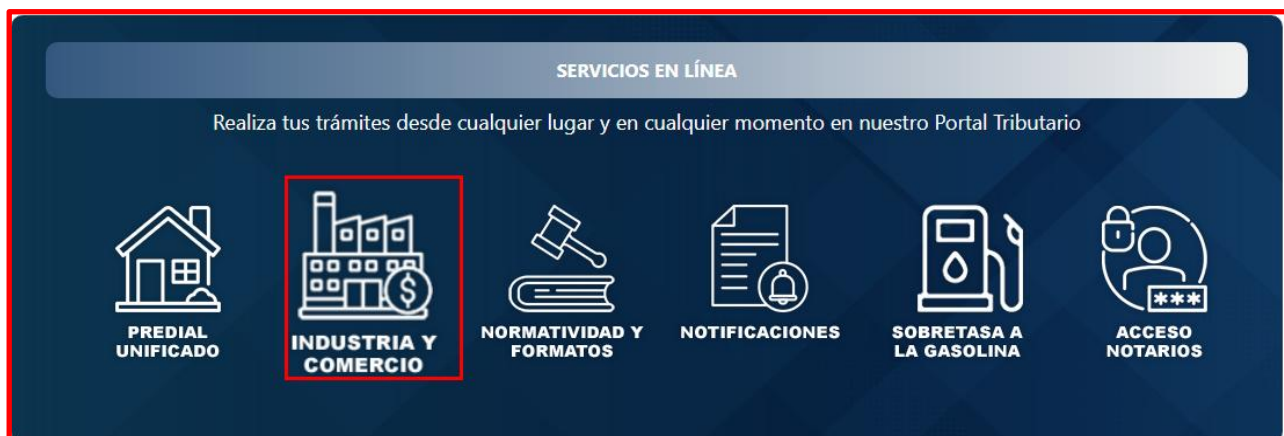 SERVICIOS EN LÍNEA
Realiza tus trámites desde cualquier lugar y en cualquier momento en nuestro Portal Tributario
PREDIAL
UNIFICADO
INDUSTRIA Y
COMERCIO
NORMATIVIDAD Y
FORMATOS
NOTIFICACIONES
SOBRETASA A
LA GASOLINA
ACCESO
NOTARIOS